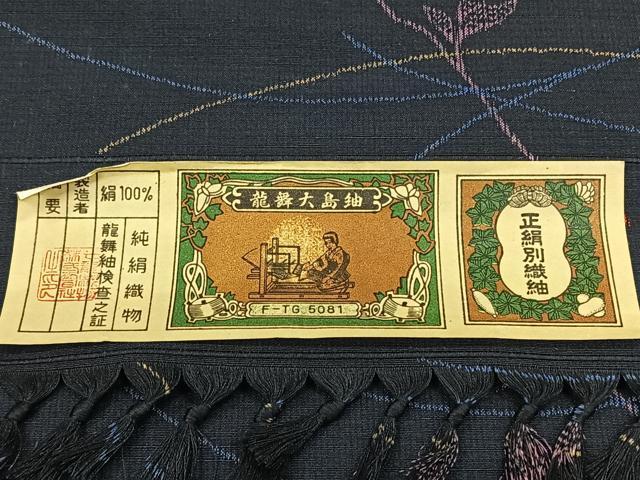 紬島大舞龍
F-TG 5081
正絹別織紬
絹100%
純絹織物
龍舞紬検査之証
製造者
要